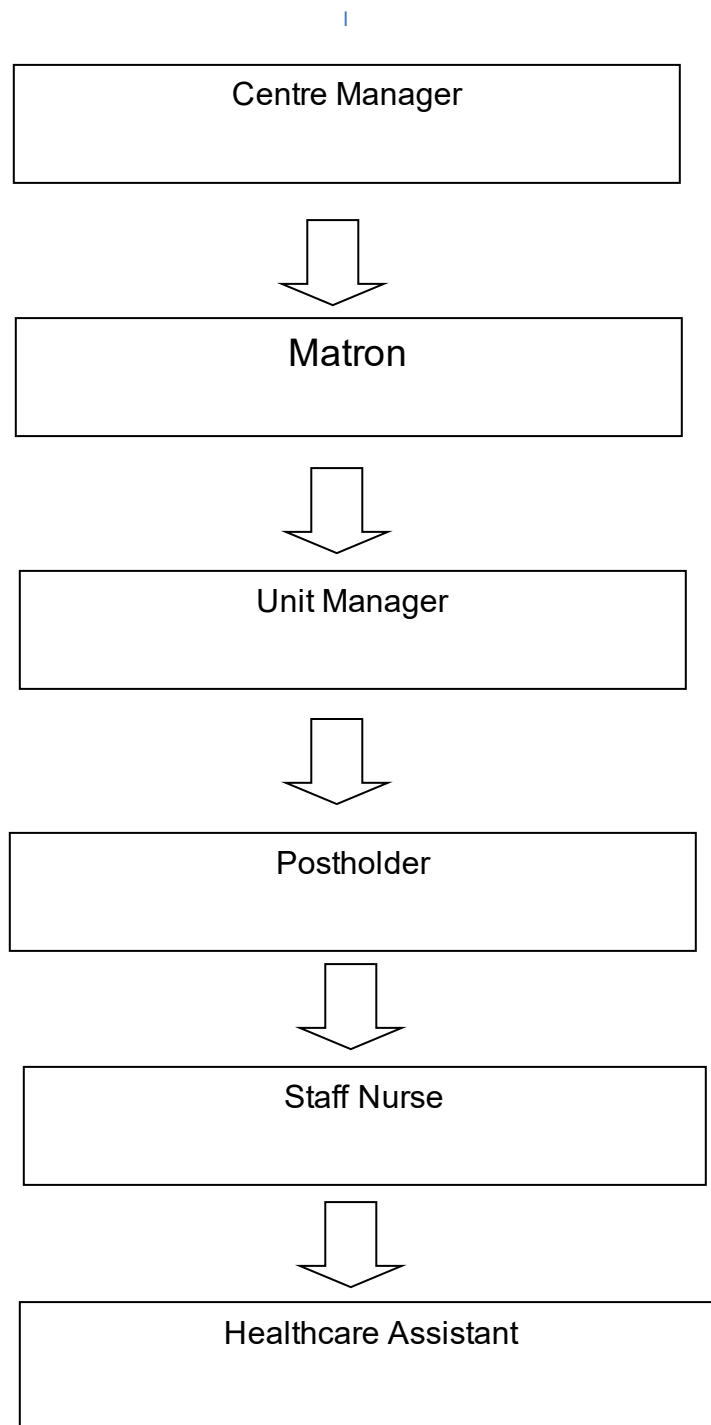 Centre Manager
Matron
Unit Manager
Postholder
Staff Nurse
Healthcare Assistant